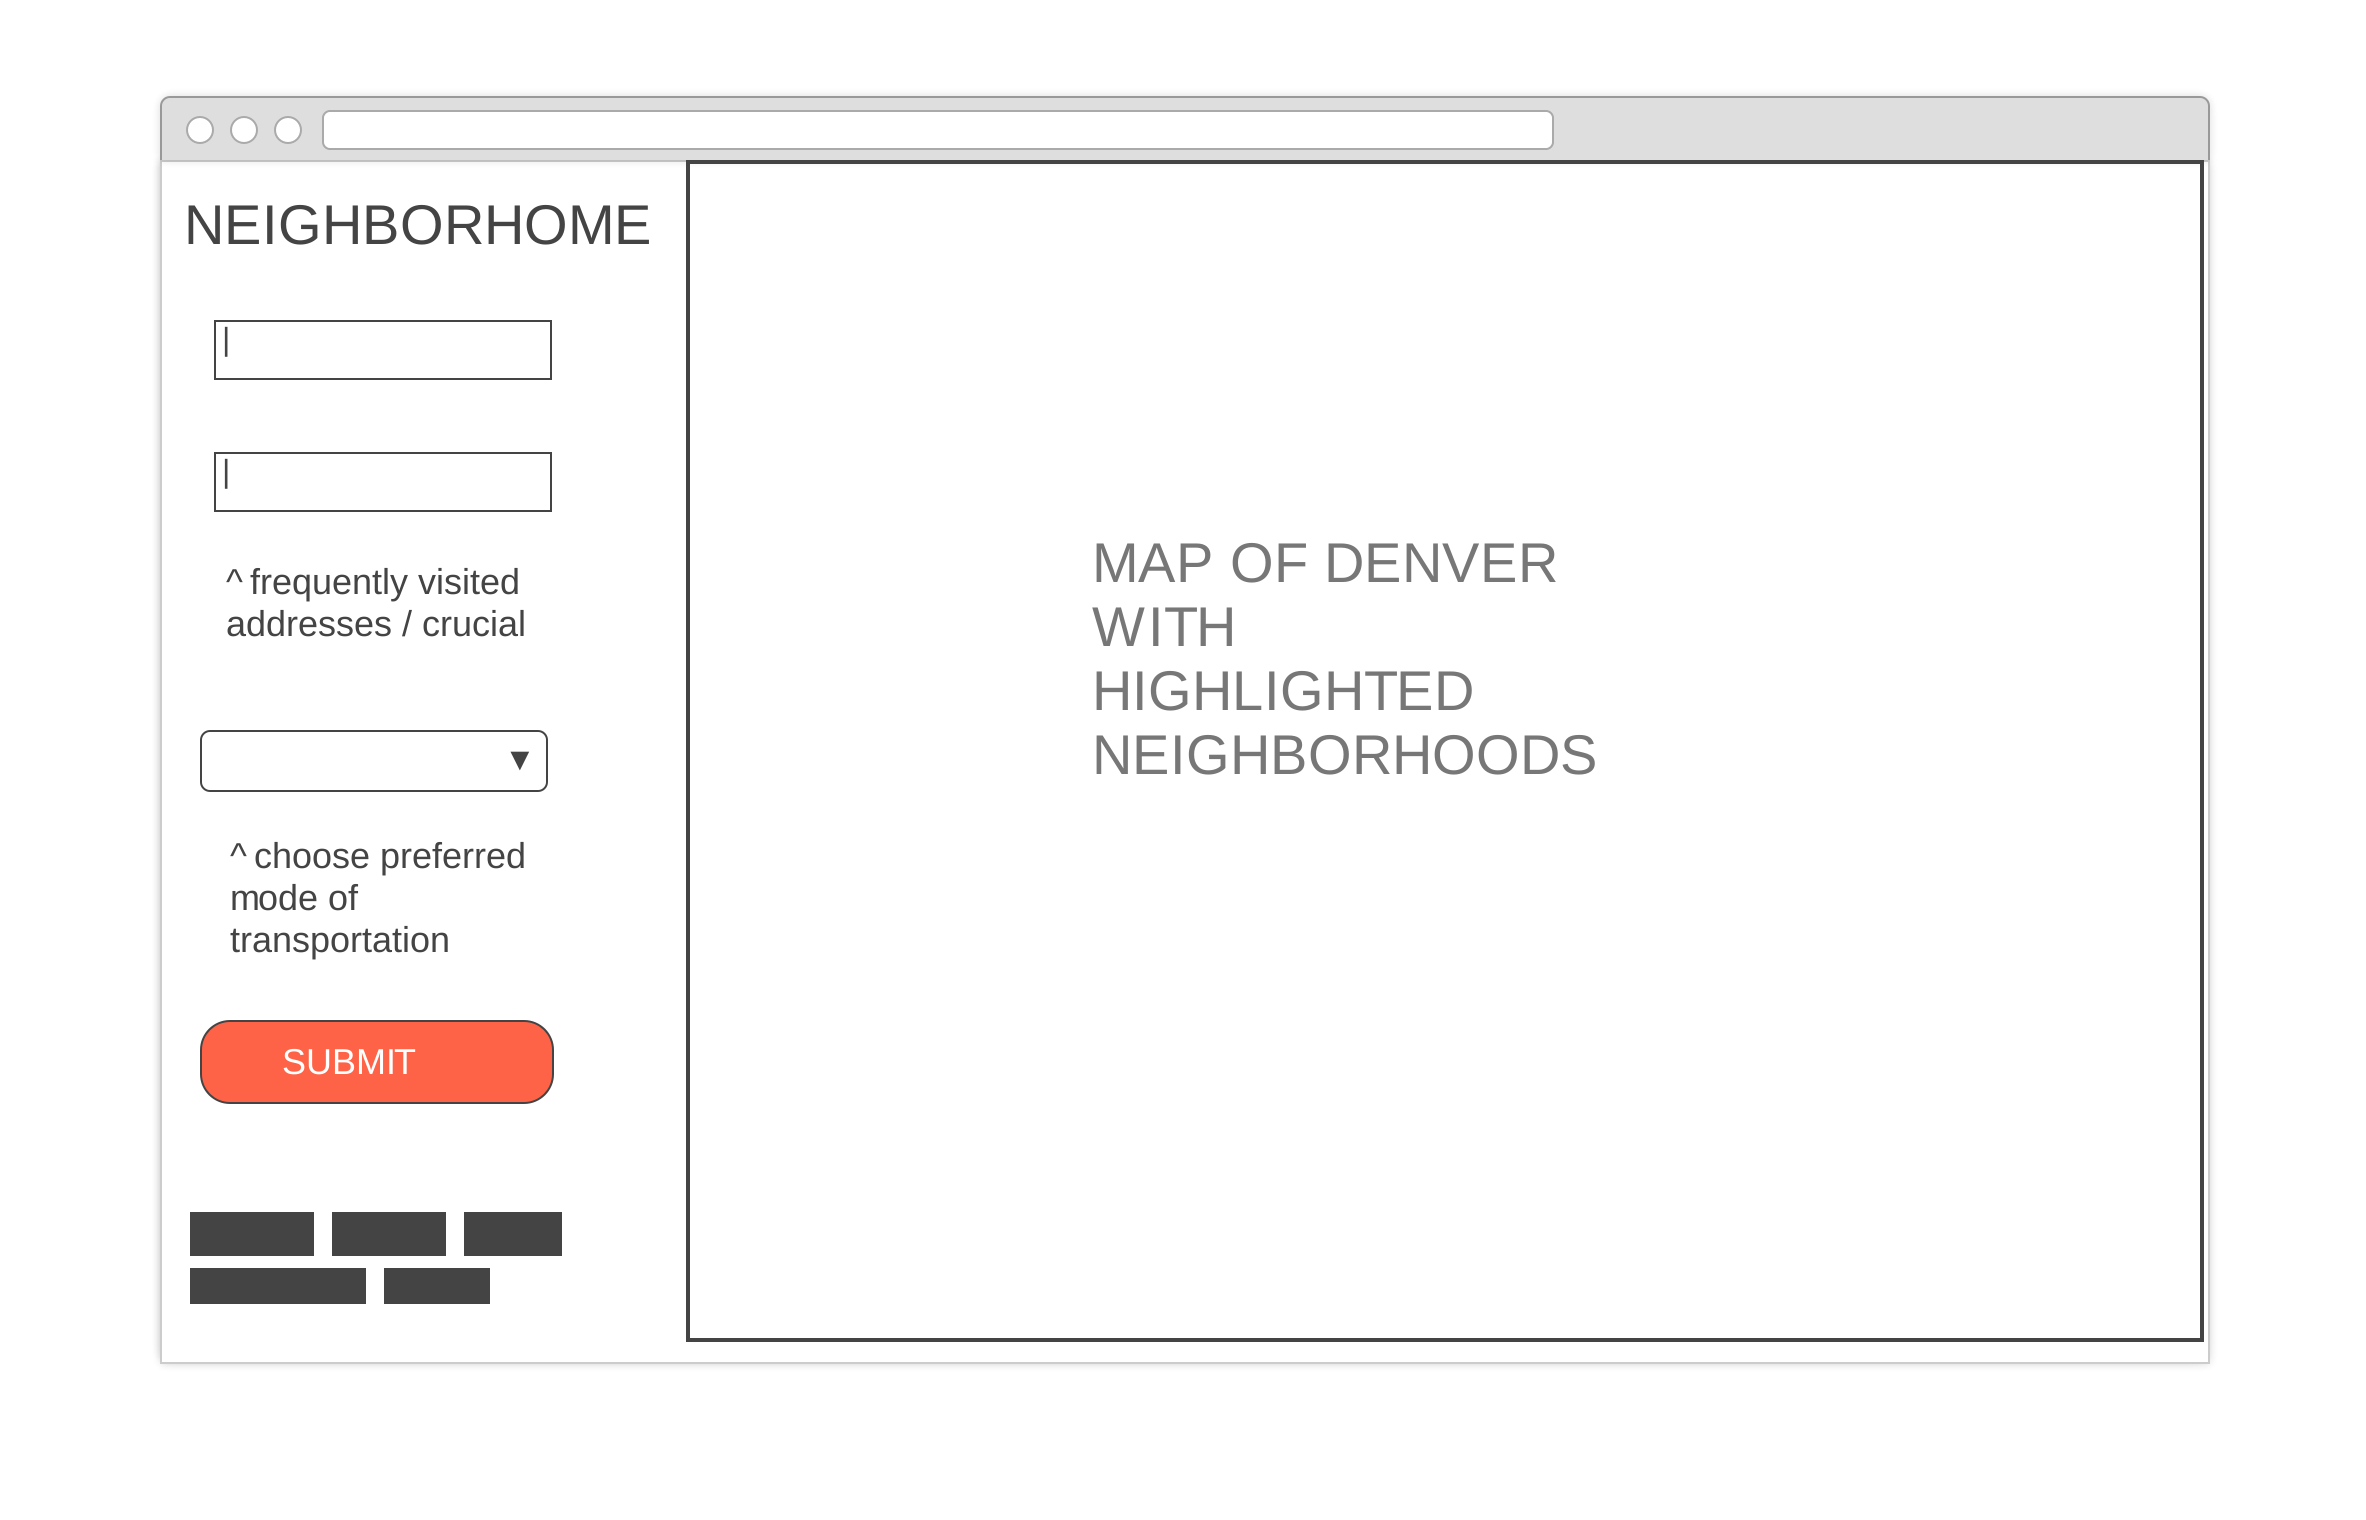 NEIGHBORHOME
^ frequently visited
addresses / crucial
^ choose preferred
mode of
transportation
SUBMIT
MAP OF DENVER
WITH
HIGHLIGHTED
NEIGHBORHOODS